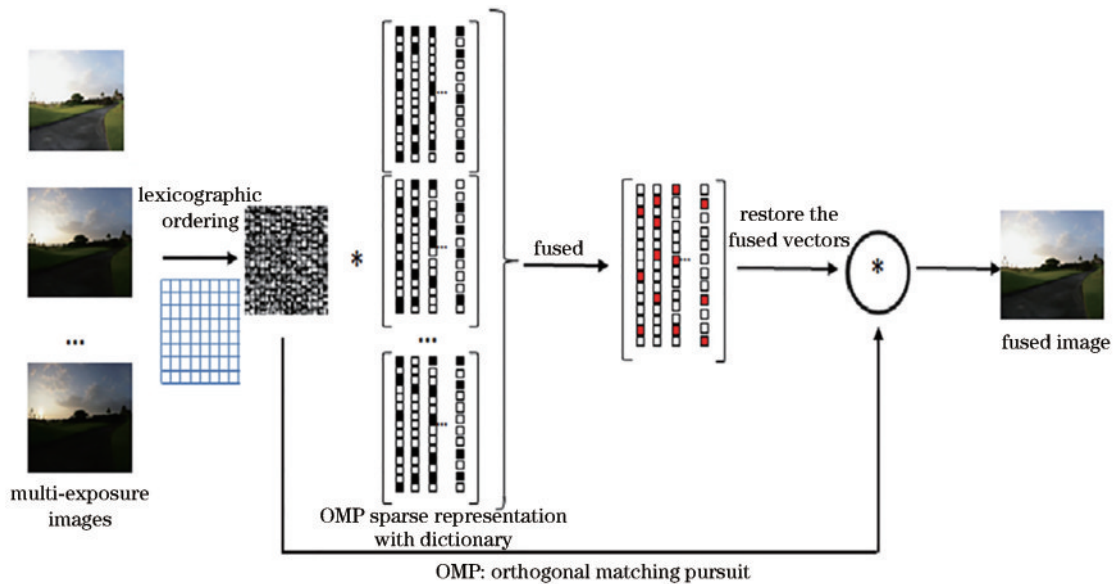 lexicographic
ordering
*
...
...
...
...
...
multi-exposure
images
OMP sparse representation
with dictionary
fused
...
restore the
fused vectors
*
fused image
OMP: orthogonal matching pursuit